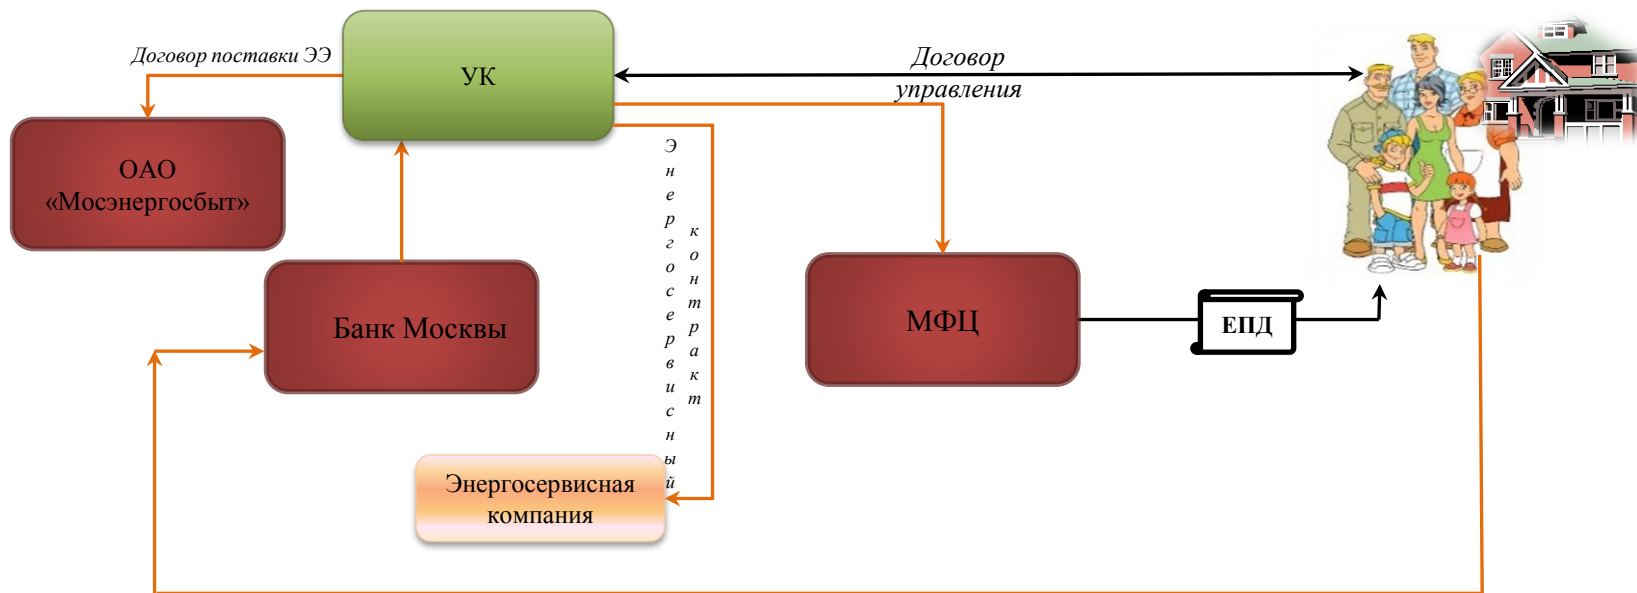 Договор поставки ЭЭ
УК
Договор
управления
ОАО
«Мосэнергосбыт»
Энергосервисный
контракт
Банк Москвы
МФЦ
ЕПД
Энергосервисная
компания